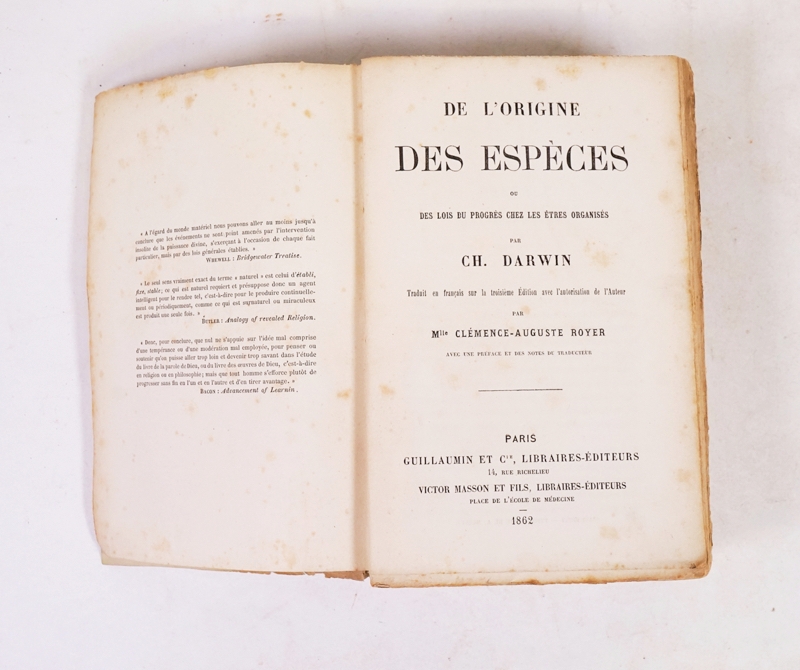 « A l'égard du monde matériel nous pouvons aller au moins jusqu'à
conclure que les événements ne sont point amenés par l'intervention
insolite de la puissance divine, s'exerçant à l'occasion de chaque fait
particulier, mais par des lois générales établies. »
WHEWELL : Bridgewater Treatise.
« Le seul sens vraiment exact du terme « naturel » est celui d'établi,
fixe, stable; ce qui est naturel requiert et présuppose donc un agent
intelligent pour le rendre tel, c'est-à-dire pour le produire continuelle-
ment ou périodiquement, comme ce qui est surnaturel ou miraculeux
est produit une seule fois. »
BUTLER : Analogy of revealed Religion.
« Donc, pour conclure, que nul ne s'appuie sur l'idée mal comprise
d'une tempérance ou d'une modération mal employée, pour penser ou
soutenir qu'on puisse aller trop loin et devenir trop savant dans l'étude
du livre de la parole de Dieu, ou du livre des œuvres de Dieu, c'est-à-dire
en religion ou en philosophie; mais que tout homme s'efforce plutôt de
progresser sans fin en l'un et en l'autre et d'en tirer avantage. »
BACON : Advancement of Learnin.
DE L'ORIGINE
DES ESPÈCES
OU
DES LOIS DU PROGRÈS CHEZ LES ÊTRES ORGANISÉS
PAR
CH. DARWIN
Traduit en français sur la troisième Édition avec l'autorisation de l'Auteur
PAR
Mlle CLÉMENCE-AUGUSTE ROYER
AVEC UNE PRÉFACE ET DES NOTES DU TRADUCTEUR
PARIS
GUILLAUMIN ET Cie, LIBRAIRES-ÉDITEURS
14, RUE RICHELIEU
VICTOR MASSON ET FILS, LIBRAIRES-ÉDITEURS
PLACE DE L'ÉCOLE DE MÉDECINE
1862